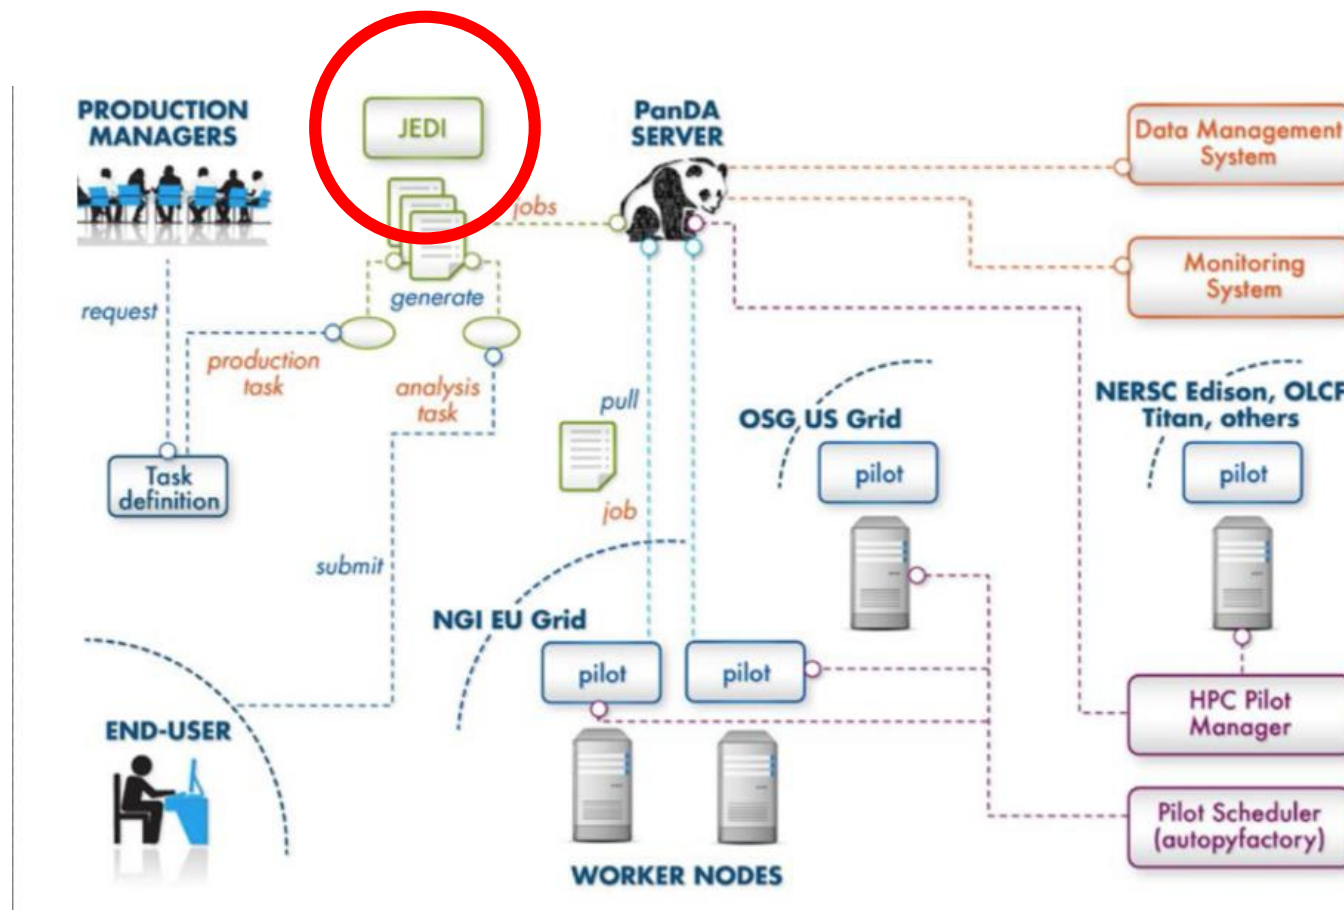 PRODUCTION
MANAGERS
JEDI
PanDA
SERVER
Data Management
System
jobs
Monitoring
System
generate
request
production
task
analysis
task
pull
job
OSG US Grid
pilot
NERSC Edison, OLCF
Titan, others
pilot
Task
definition
submit
NGI EU Grid
pilot
pilot
HPC Pilot
Manager
END-USER
Pilot Scheduler
(autopyfactory)
WORKER NODES